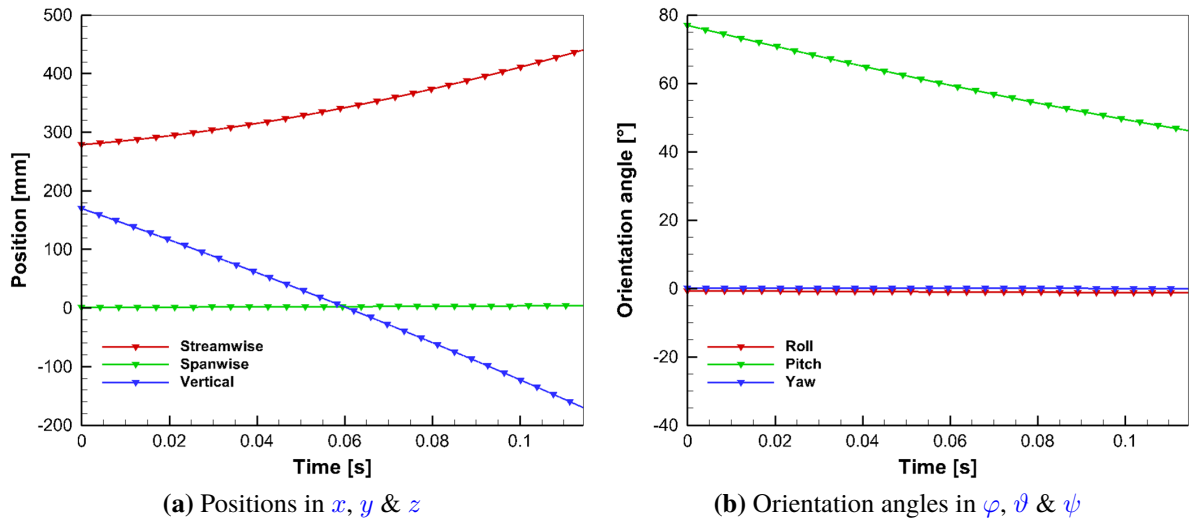 500
400
300
200
100
0
-100
-200
Position [mm]
Streamwise
Spanwise
Vertical
0 0.02 0.04 0.06 0.08 0.1
Time [s]
(a) Positions in x, y & z
80
60
40
20
0
-20
-40
Orientation angle [°]
Roll
Pitch
Yaw
0 0.02 0.04 0.06 0.08 0.1
Time [s]
(b) Orientation angles in φ, ϑ & ψ